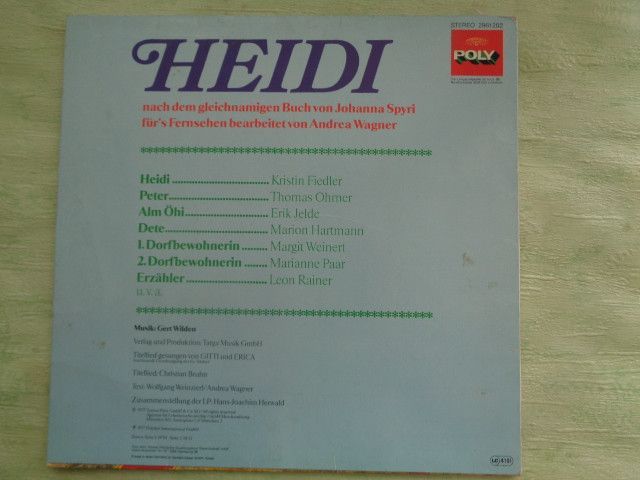 STEREO 2961202
HEIDI
POLY
nach dem gleichnamigen Buch von Johanna Spyri
für's Fernsehen bearbeitet von Andrea Wagner
Heidi Kristin Fiedler
Peter Thomas Ohrner
Alm Öhi Erik Jelde
Dete Marion Hartmann
1. Dorfbewohnerin Margit Weinert
2. Dorfbewohnerin Marianne Paar
Erzähler Leon Rainer
u. v. a.
Musik: Gert Wilden
Verlag und Produktion: Taiga Musik GmbH
Titellied gesungen von GITTI und ERICA
Titellied: Christian Bruhn
Text: Wolfgang Weinzierl/Andrea Wagner
Zusammenstellung der LP: Hans-Joachim Herwald